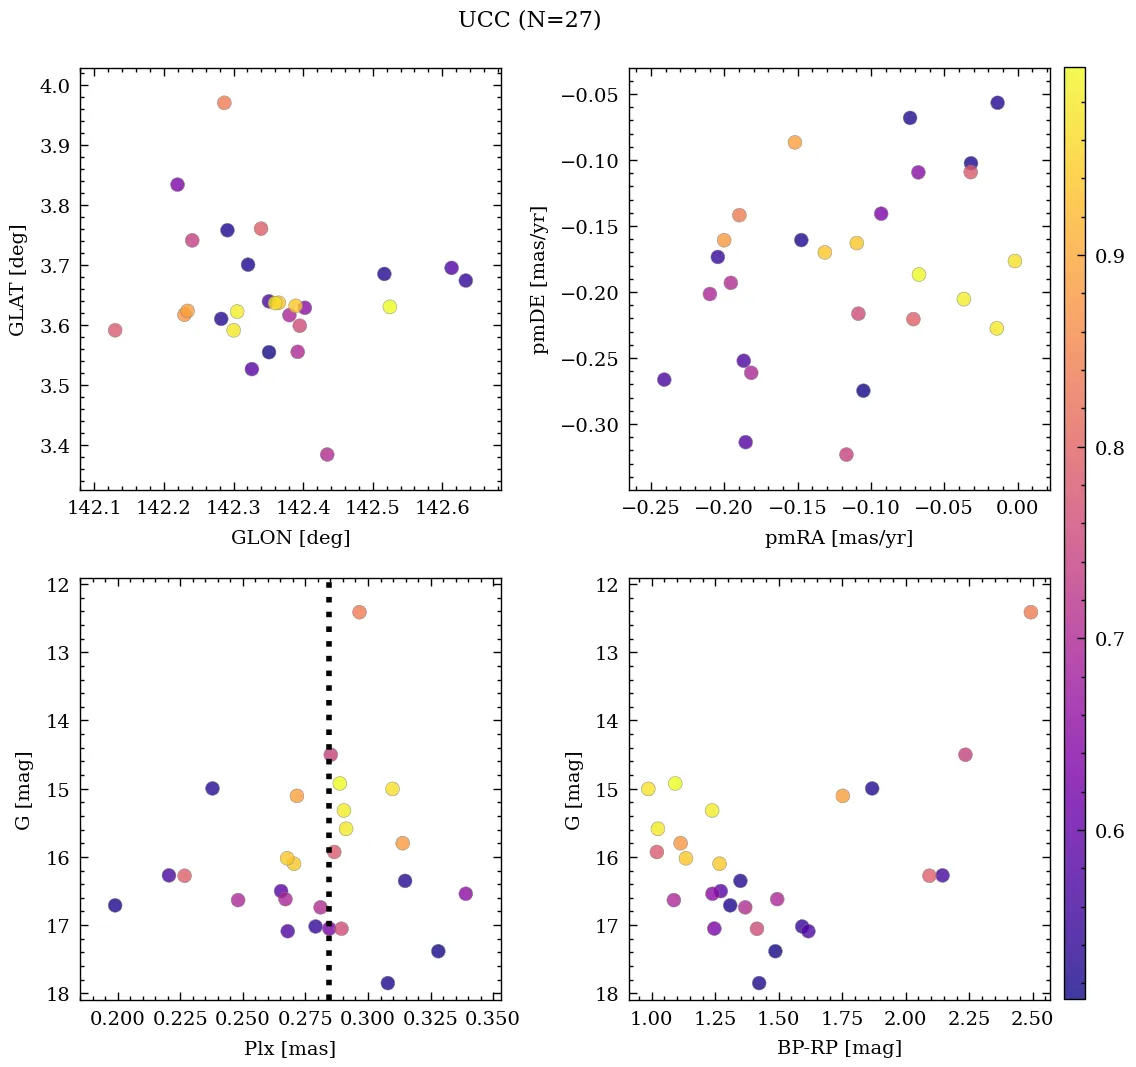 UCC (N=27)
4.0
3.9
3.8
3.7
3.6
3.5
3.4
GLAT [deg]
142.1 142.2 142.3 142.4 142.5 142.6
GLON [deg]
−0.05
−0.10
−0.15
−0.20
−0.25
−0.30
pmDE [mas/yr]
−0.25 −0.20 −0.15 −0.10 −0.05 0.00
pmRA [mas/yr]
12
13
14
15
16
17
18
G [mag]
0.200 0.225 0.250 0.275 0.300 0.325 0.350
Plx [mas]
12
13
14
15
16
17
18
G [mag]
1.00 1.25 1.50 1.75 2.00 2.25 2.50
BP-RP [mag]
0.9
0.8
0.7
0.6